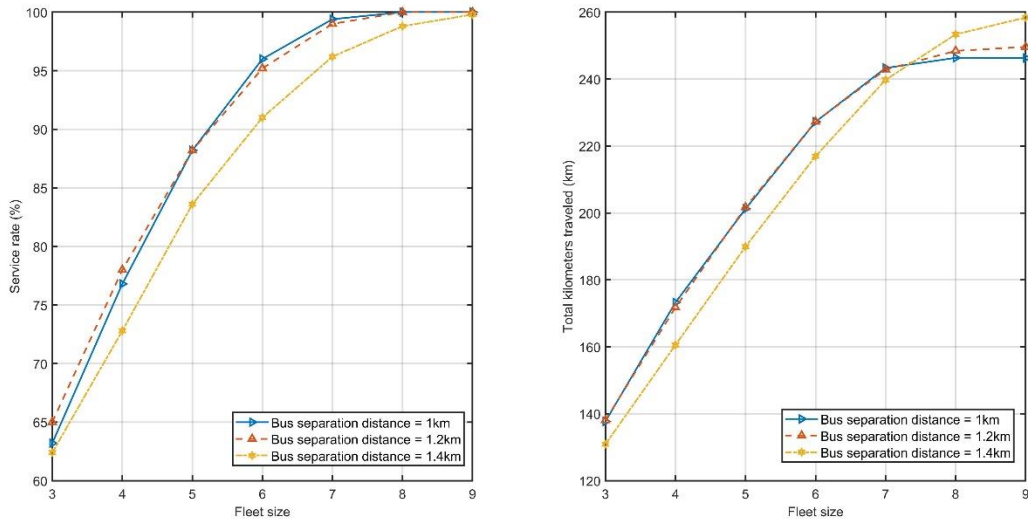 100
95
90
85
80
75
70
65
60
Service rate (%)
3 4 5 6 7 8 9
Fleet size
Bus separation distance = 1km
Bus separation distance = 1.2km
Bus separation distance = 1.4km
260
240
220
200
180
160
140
120
Total kilometers traveled (km)
3 4 5 6 7 8 9
Fleet size
Bus separation distance = 1km
Bus separation distance = 1.2km
Bus separation distance = 1.4km